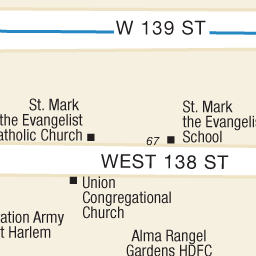 W 139 ST
St. Mark
the Evangelist
atholic Church
St. Mark
the Evangeli
67
School
WEST 138 ST
Union
Congregational
Church
ation Army
t Harlem
Alma Rangel
Gardens HDFC